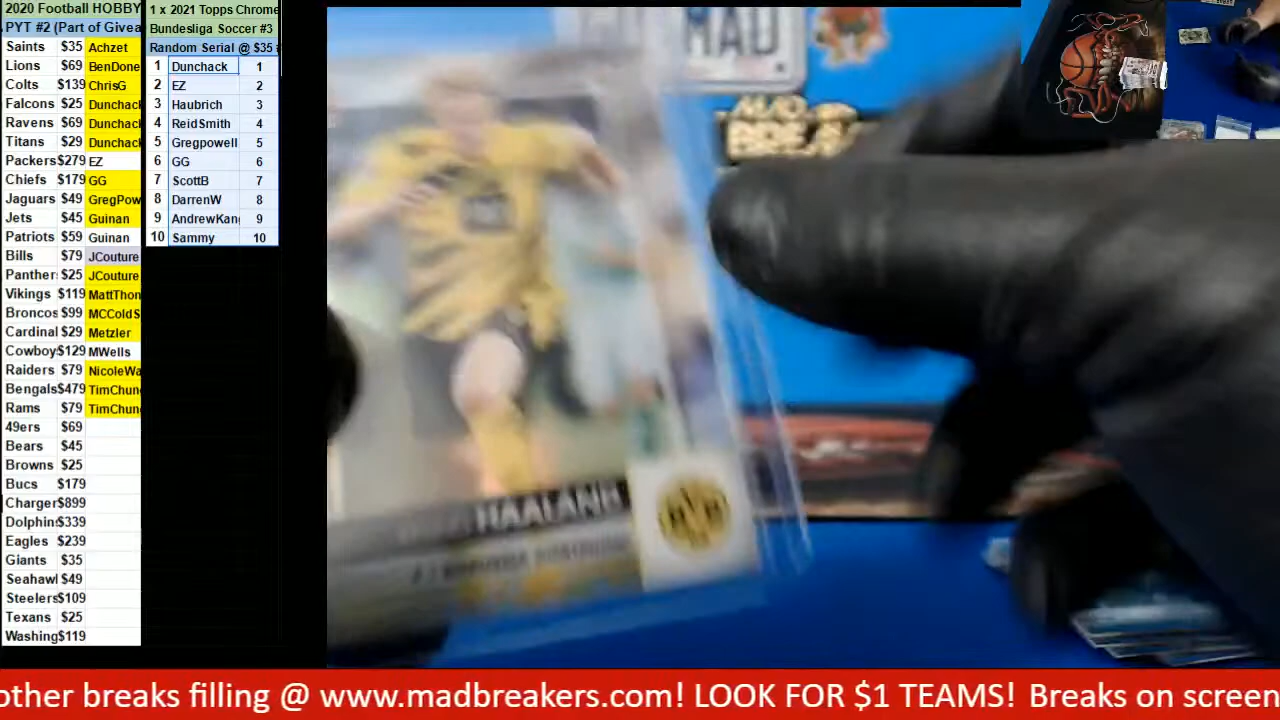 2020 Football HOBBY
PYT #2 (Part of Givea
Saints $35 Achzet
Lions $69 BenDone
Colts $139 ChrisG
Falcons $25 Dunchack
Ravens $69 Dunchack
Titans $29 Dunchack
Packers $279 EZ
Chiefs $179 GG
Jaguars $49 GregPow
Jets $45 Guinan
Patriots $59 Guinan
Bills $79 JCouture
Panther $25 JCouture
Vikings $119 MattThon
Broncos $99 MCColdS
Cardinal $29 Metzler
Cowboy $129 MWells
Raiders $79 NicoleWa
Bengals $479 TimChun
Rams $79 TimChun
49ers $69
Bears $45
Browns $25
Bucs $179
Charger $899
Dolphin $339
Eagles $239
Giants $35
Seahawl $49
Steelers $109
Texans $25
Washing $119
1 x 2021 Topps Chrome
Bundesliga Soccer #3
Random Serial @ $35
1 Dunchack 1
2 EZ 2
3 Haubrich 3
4 ReidSmith 4
5 Gregpowell 5
6 GG 6
7 ScottB 7
8 DarrenW 8
9 AndrewKan 9
10 Sammy 10
MAD
BREA
HAALAND
BVB
other breaks filling @ www.madbreakers.com! LOOK FOR $1 TEAMS! Breaks on screen